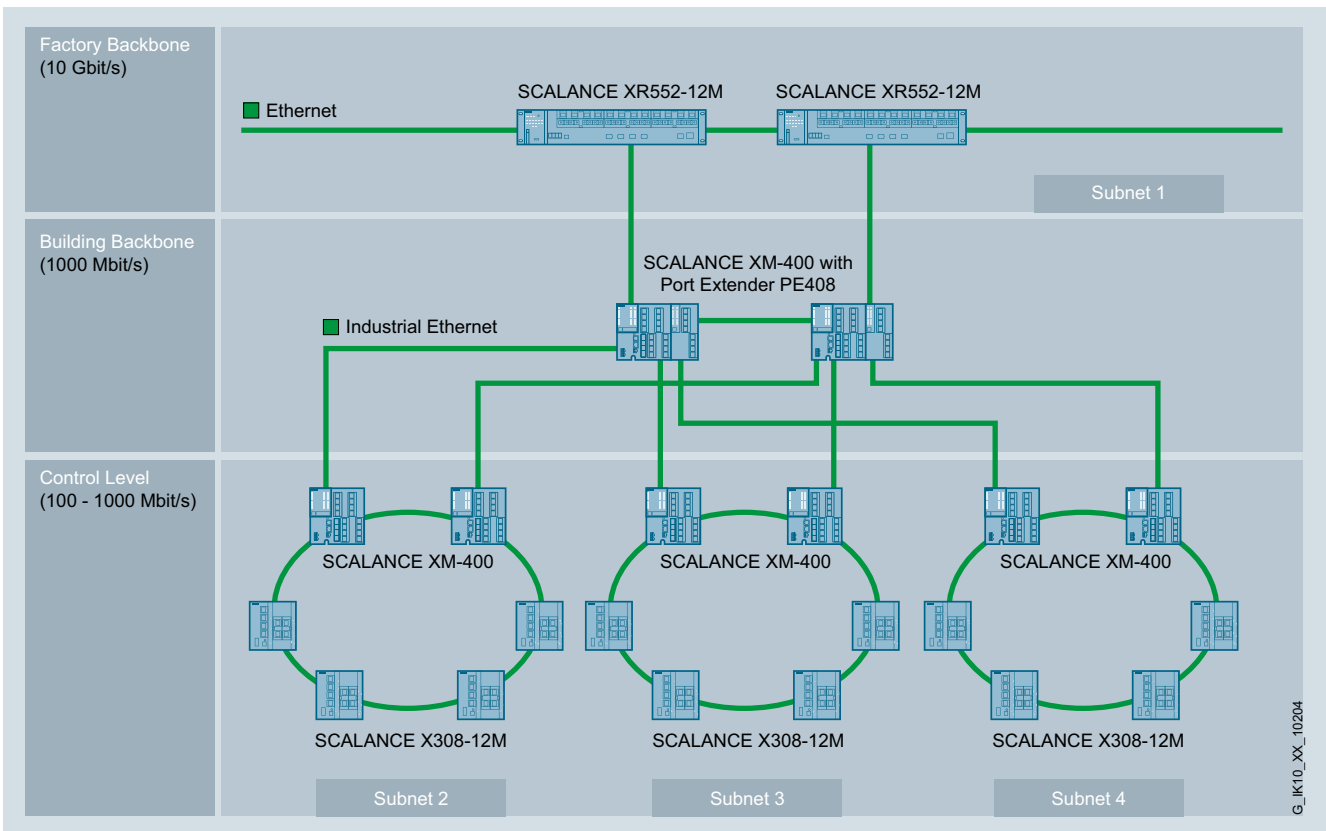 Factory Backbone
(10 Gbit/s)
SCALANCE XR552-12M
SCALANCE XR552-12M
Ethernet
Subnet 1
Building Backbone
(1000 Mbit/s)
SCALANCE XM-400 with
Port Extender PE408
Industrial Ethernet
Control Level
(100 - 1000 Mbit/s)
SCALANCE XM-400
SCALANCE XM-400
SCALANCE XM-400
SCALANCE X308-12M
SCALANCE X308-12M
SCALANCE X308-12M
Subnet 2
Subnet 3
Subnet 4
G_IK10_XX_10204